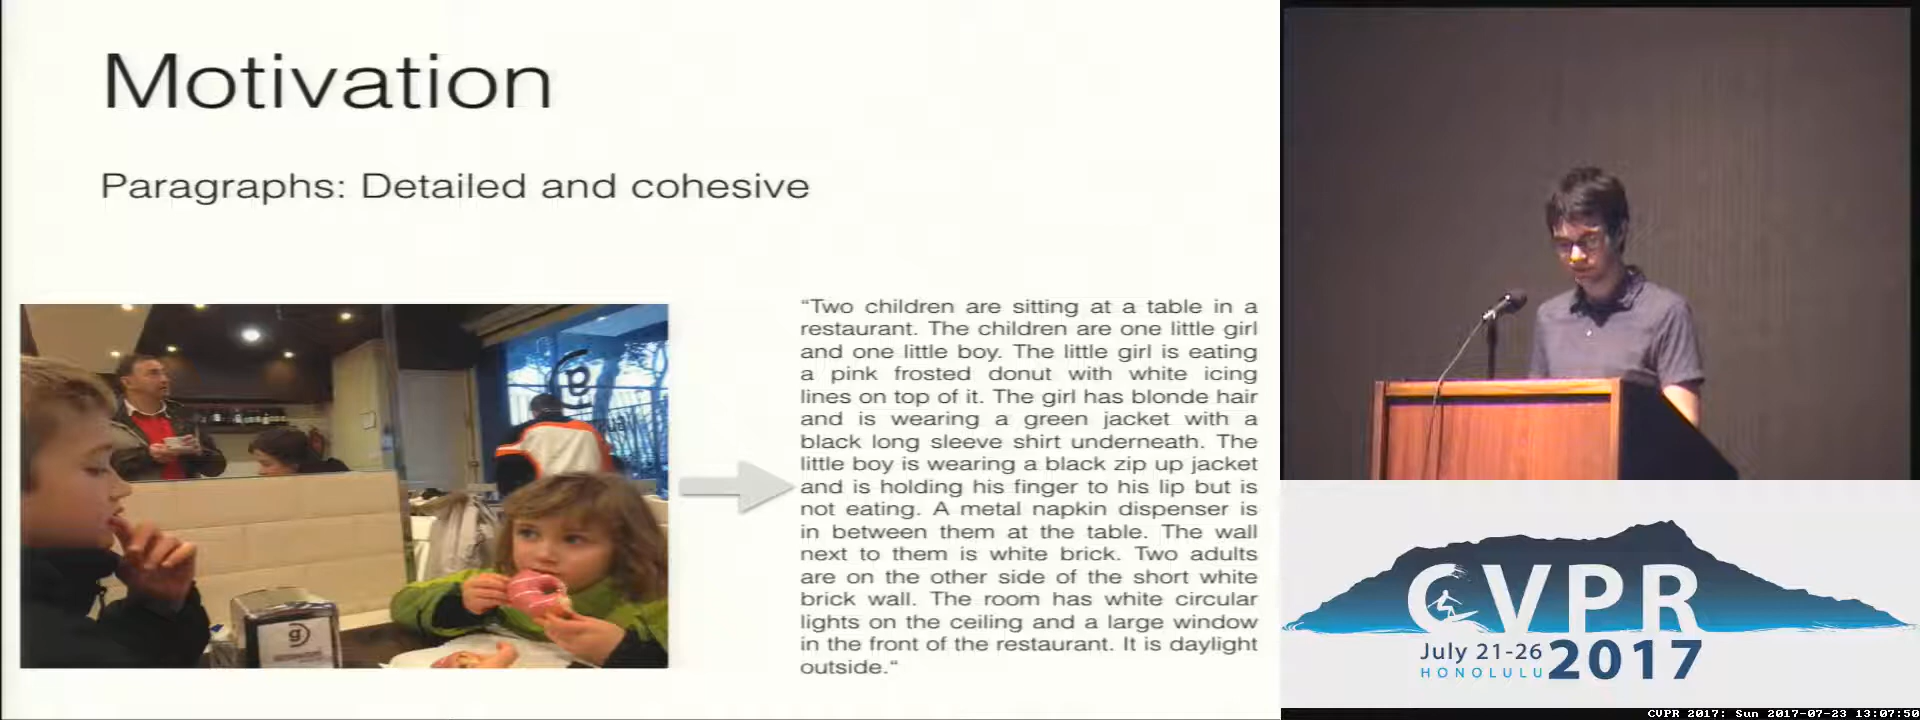 Motivation
Paragraphs: Detailed and cohesive
“Two children are sitting at a table in a
restaurant. The children are one little girl
and one little boy. The little girl is eating
a pink frosted donut with white icing
lines on top of it. The girl has blonde hair
and is wearing a green jacket with a
black long sleeve shirt underneath. The
little boy is wearing a black zip up jacket
and is holding his finger to his lip but is
not eating. A metal napkin dispenser is
in between them at the table. The wall
next to them is white brick. Two adults
are on the other side of the short white
brick wall. The room has white circular
lights on the ceiling and a large window
in the front of the restaurant. It is daylight
outside.“
CVPR
July 21-26
HONOLULU
2017
CVPR 2017: Sun 2017-07-23 13:07:50